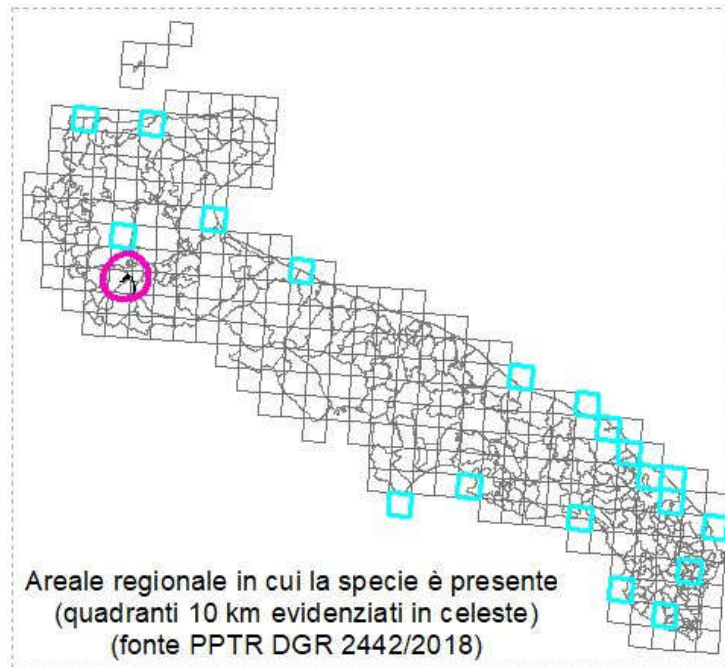 Areale regionale in cui la specie è presente
(quadranti 10 km evidenziati in celeste)
(fonte PPTR DGR 2442/2018)